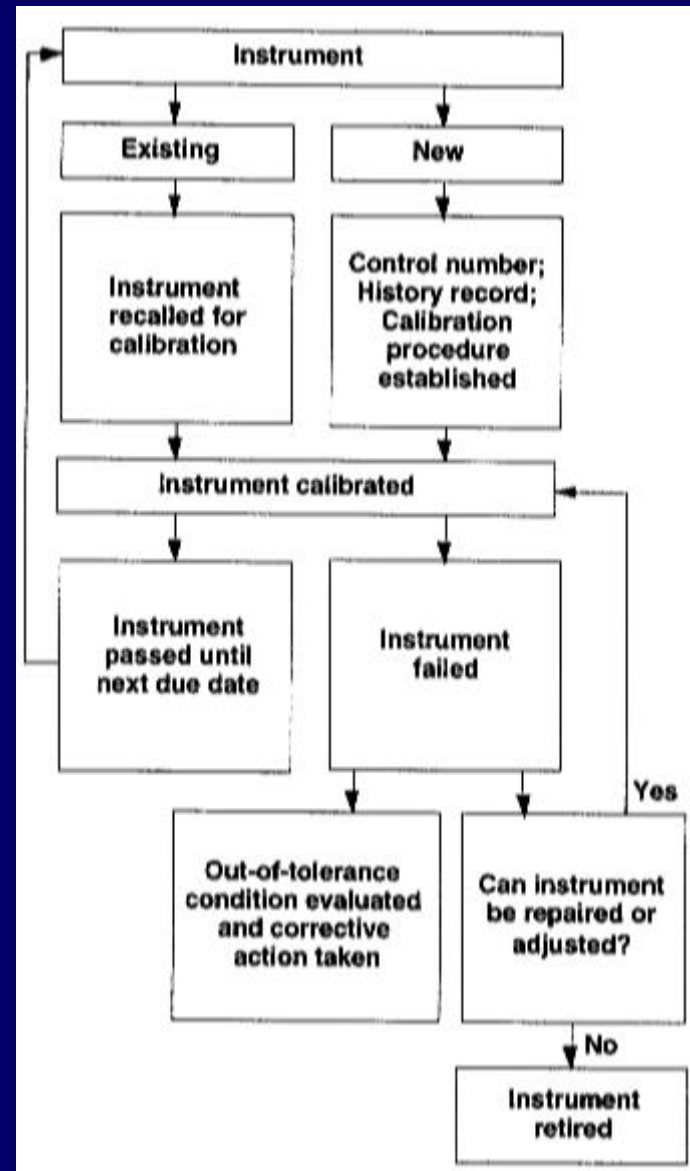 Instrument
Existing
New
Instrument
recalled for
calibration
Control number;
History record;
Calibration
procedure
established
Instrument calibrated
Instrument
passed until
next due date
Instrument
failed
Yes
Out-of-tolerance
condition evaluated
and corrective
action taken
Can instrument
be repaired or
adjusted?
No
Instrument
retired